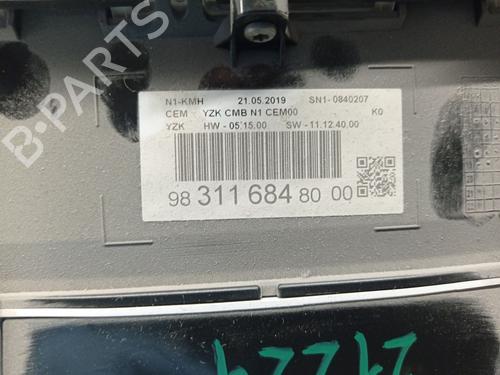 B-PARTS
N1-KMH 21.05.2019 SN1- 0840207
CEM YZK CMB N1 CEM00 K0
YZK HW - 05.15.00 SW - 11.12.40.00
98 311 684 80 00
21224